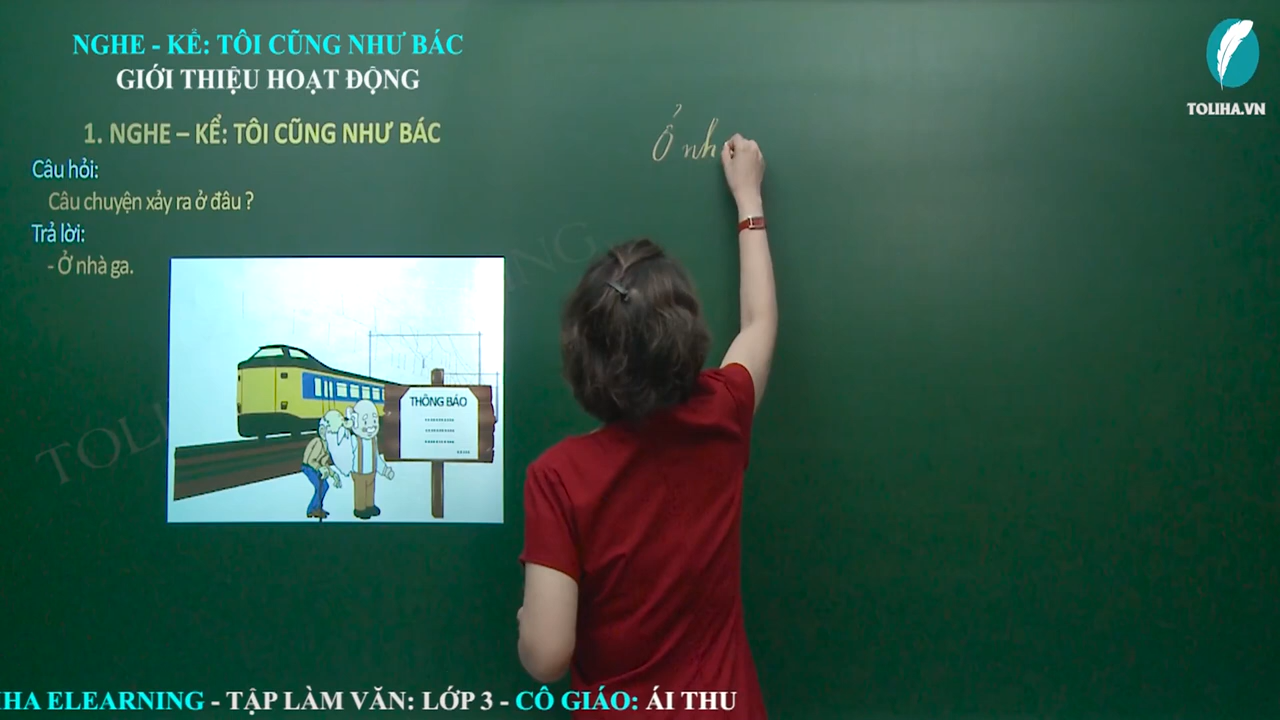 NGHE - KỂ: TÔI CŨNG NHƯ BÁC
GIỚI THIỆU HOẠT ĐỘNG
TOLIHA.VN
1. NGHE – KỂ: TÔI CŨNG NHƯ BÁC
Câu hỏi:
Câu chuyện xảy ra ở đâu ?
Trả lời:
- Ở nhà ga.
Ở nh
THÔNG BÁO
HA ELEARNING - TẬP LÀM VĂN: LỚP 3 - CÔ GIÁO: ÁI THU